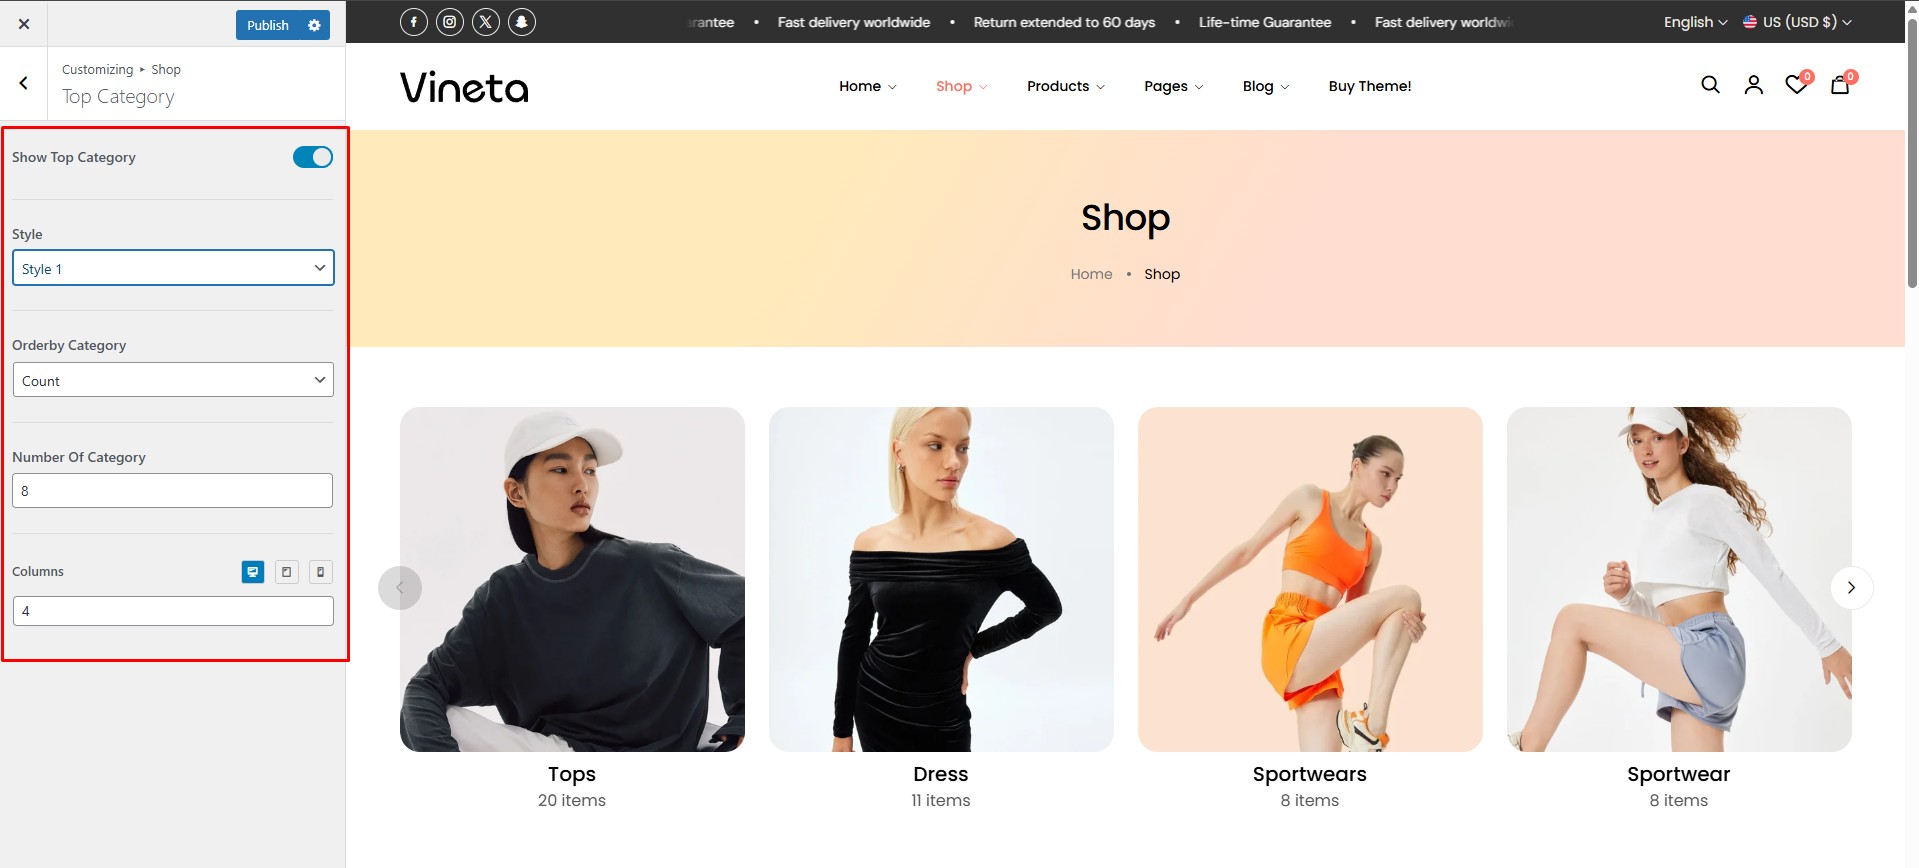 Publish
Customizing ▸ Shop
Top Category
Show Top Category
Style
Style 1
Orderby Category
Count
Number Of Category
8
Columns
4
Fast delivery worldwide • Return extended to 60 days • Life-time Guarantee • Fast delivery
English
US (USD $)
Vineta
Home
Shop
Products
Pages
Blog
Buy Theme!
0
0
Shop
Home • Shop
Tops
20 items
Dress
11 items
Sportwears
8 items
Sportwear
8 items